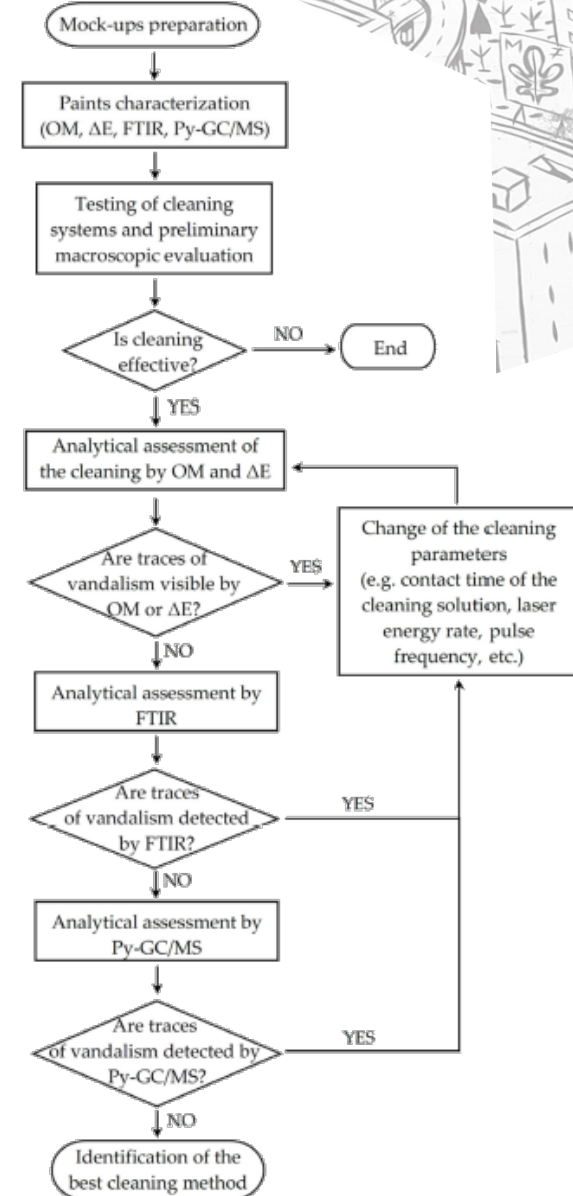 Mock-ups preparation
Paints characterization
(OM, ΔE, FTIR, Py-GC/MS)
Testing of cleaning
systems and preliminary
macroscopic evaluation
Is cleaning
effective?
NO
End
YES
Analytical assessment of
the cleaning by OM and ΔE
Are traces of
vandalism visible by
OM or ΔE?
YES
Change of the cleaning
parameters
(e.g. contact time of the
cleaning solution, laser
energy rate, pulse
frequency, etc.)
NO
Analytical assessment by
FTIR
Are traces
of vandalism detected
by FTIR?
YES
NO
Analytical assessment by
Py-GC/MS
Are traces
of vandalism detected by
Py-GC/MS?
YES
NO
Identification of the
best cleaning method